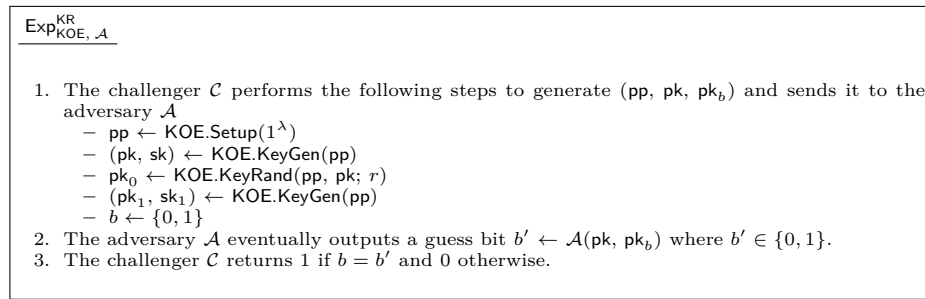 Exp^{KR}_{KOE, 𝒜}
1. The challenger 𝒞 performs the following steps to generate (pp, pk, pk_b) and sends it to the
adversary 𝒜
– pp ← KOE.Setup(1^λ)
– (pk, sk) ← KOE.KeyGen(pp)
– pk_0 ← KOE.KeyRand(pp, pk; r)
– (pk_1, sk_1) ← KOE.KeyGen(pp)
– b ← {0, 1}
2. The adversary 𝒜 eventually outputs a guess bit b′ ← 𝒜(pk, pk_b) where b′ ∈ {0, 1}.
3. The challenger 𝒞 returns 1 if b = b′ and 0 otherwise.